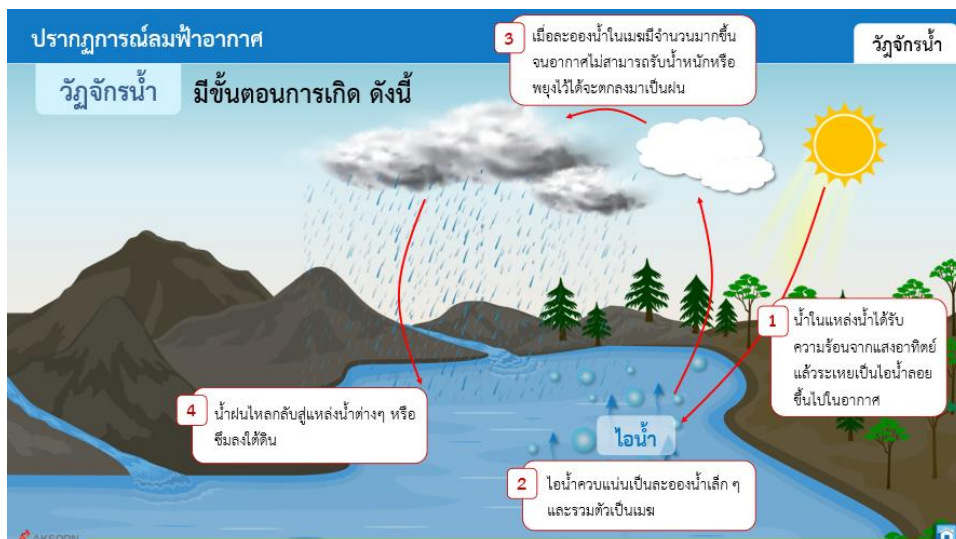 ปรากฏการณ์ลมฟ้าอากาศ
วัฏจักรน้ำ
วัฏจักรน้ำ
มีขั้นตอนการเกิด ดังนี้
3
เมื่อละอองน้ำในเมฆมีจำนวนมากขึ้น
จนอากาศไม่สามารถรับน้ำหนักหรือ
พยุงไว้ได้จะตกลงมาเป็นฝน
1
น้ำในแหล่งน้ำได้รับ
ความร้อนจากแสงอาทิตย์
แล้วระเหยเป็นไอน้ำลอย
ขึ้นไปในอากาศ
4
น้ำฝนไหลกลับสู่แหล่งน้ำต่างๆ หรือ
ซึมลงใต้ดิน
ไอน้ำ
2
ไอน้ำควบแน่นเป็นละอองน้ำเล็ก ๆ
และรวมตัวเป็นเมฆ
AKSORN